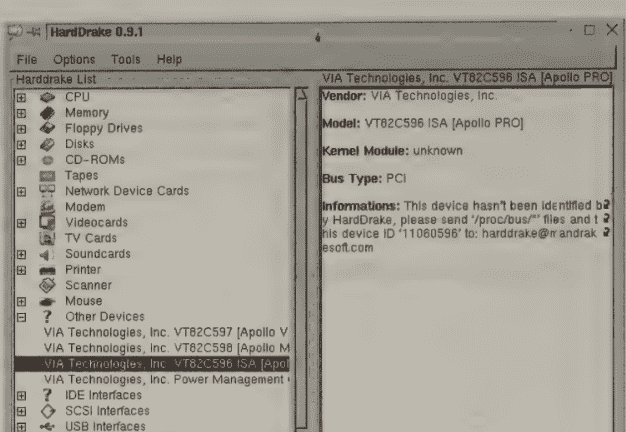 HardDrake 0.9.1
File Options Tools Help
Harddrake List
CPU
Memory
Floppy Drives
Disks
CD-ROMs
Tapes
Network Device Cards
Modem
Videocards
TV Cards
Soundcards
Printer
Scanner
Mouse
? Other Devices
VIA Technologies, Inc. VT82C597 [Apollo V
VIA Technologies, Inc. VT82C598 [Apollo M
VIA Technologies, Inc. VT82C596 ISA [Apol
VIA Technologies, Inc. Power Management
? IDE Interfaces
SCSI Interfaces
USB Interfaces
VIA Technologies, Inc. VT82C596 ISA [Apollo PRO]
Vendor: VIA Technologies, Inc.
Model: VT82C596 ISA [Apollo PRO]
Kernel Module: unknown
Bus Type: PCI
Informations: This device hasn't been identified b
y HardDrake, please send '/proc/bus/*' files and t
his device ID '11060596' to: harddrake@mandrak
esoft.com